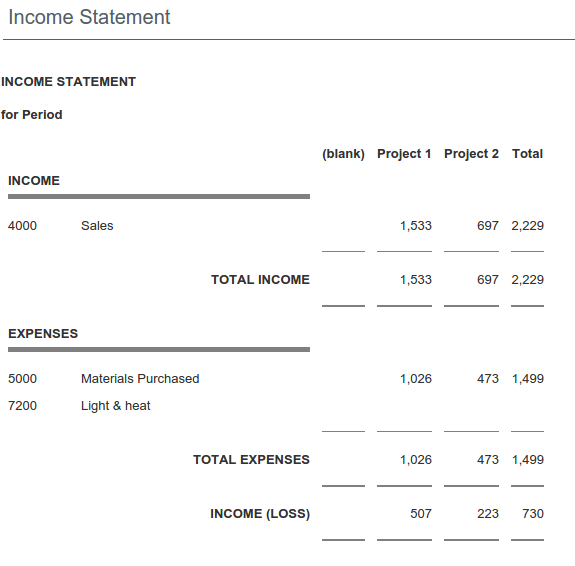 Income Statement
INCOME STATEMENT
for Period
(blank) Project 1 Project 2 Total
INCOME
4000 Sales 1,533 697 2,229
TOTAL INCOME 1,533 697 2,229
EXPENSES
5000 Materials Purchased 1,026 473 1,499
7200 Light & heat
TOTAL EXPENSES 1,026 473 1,499
INCOME (LOSS) 507 223 730